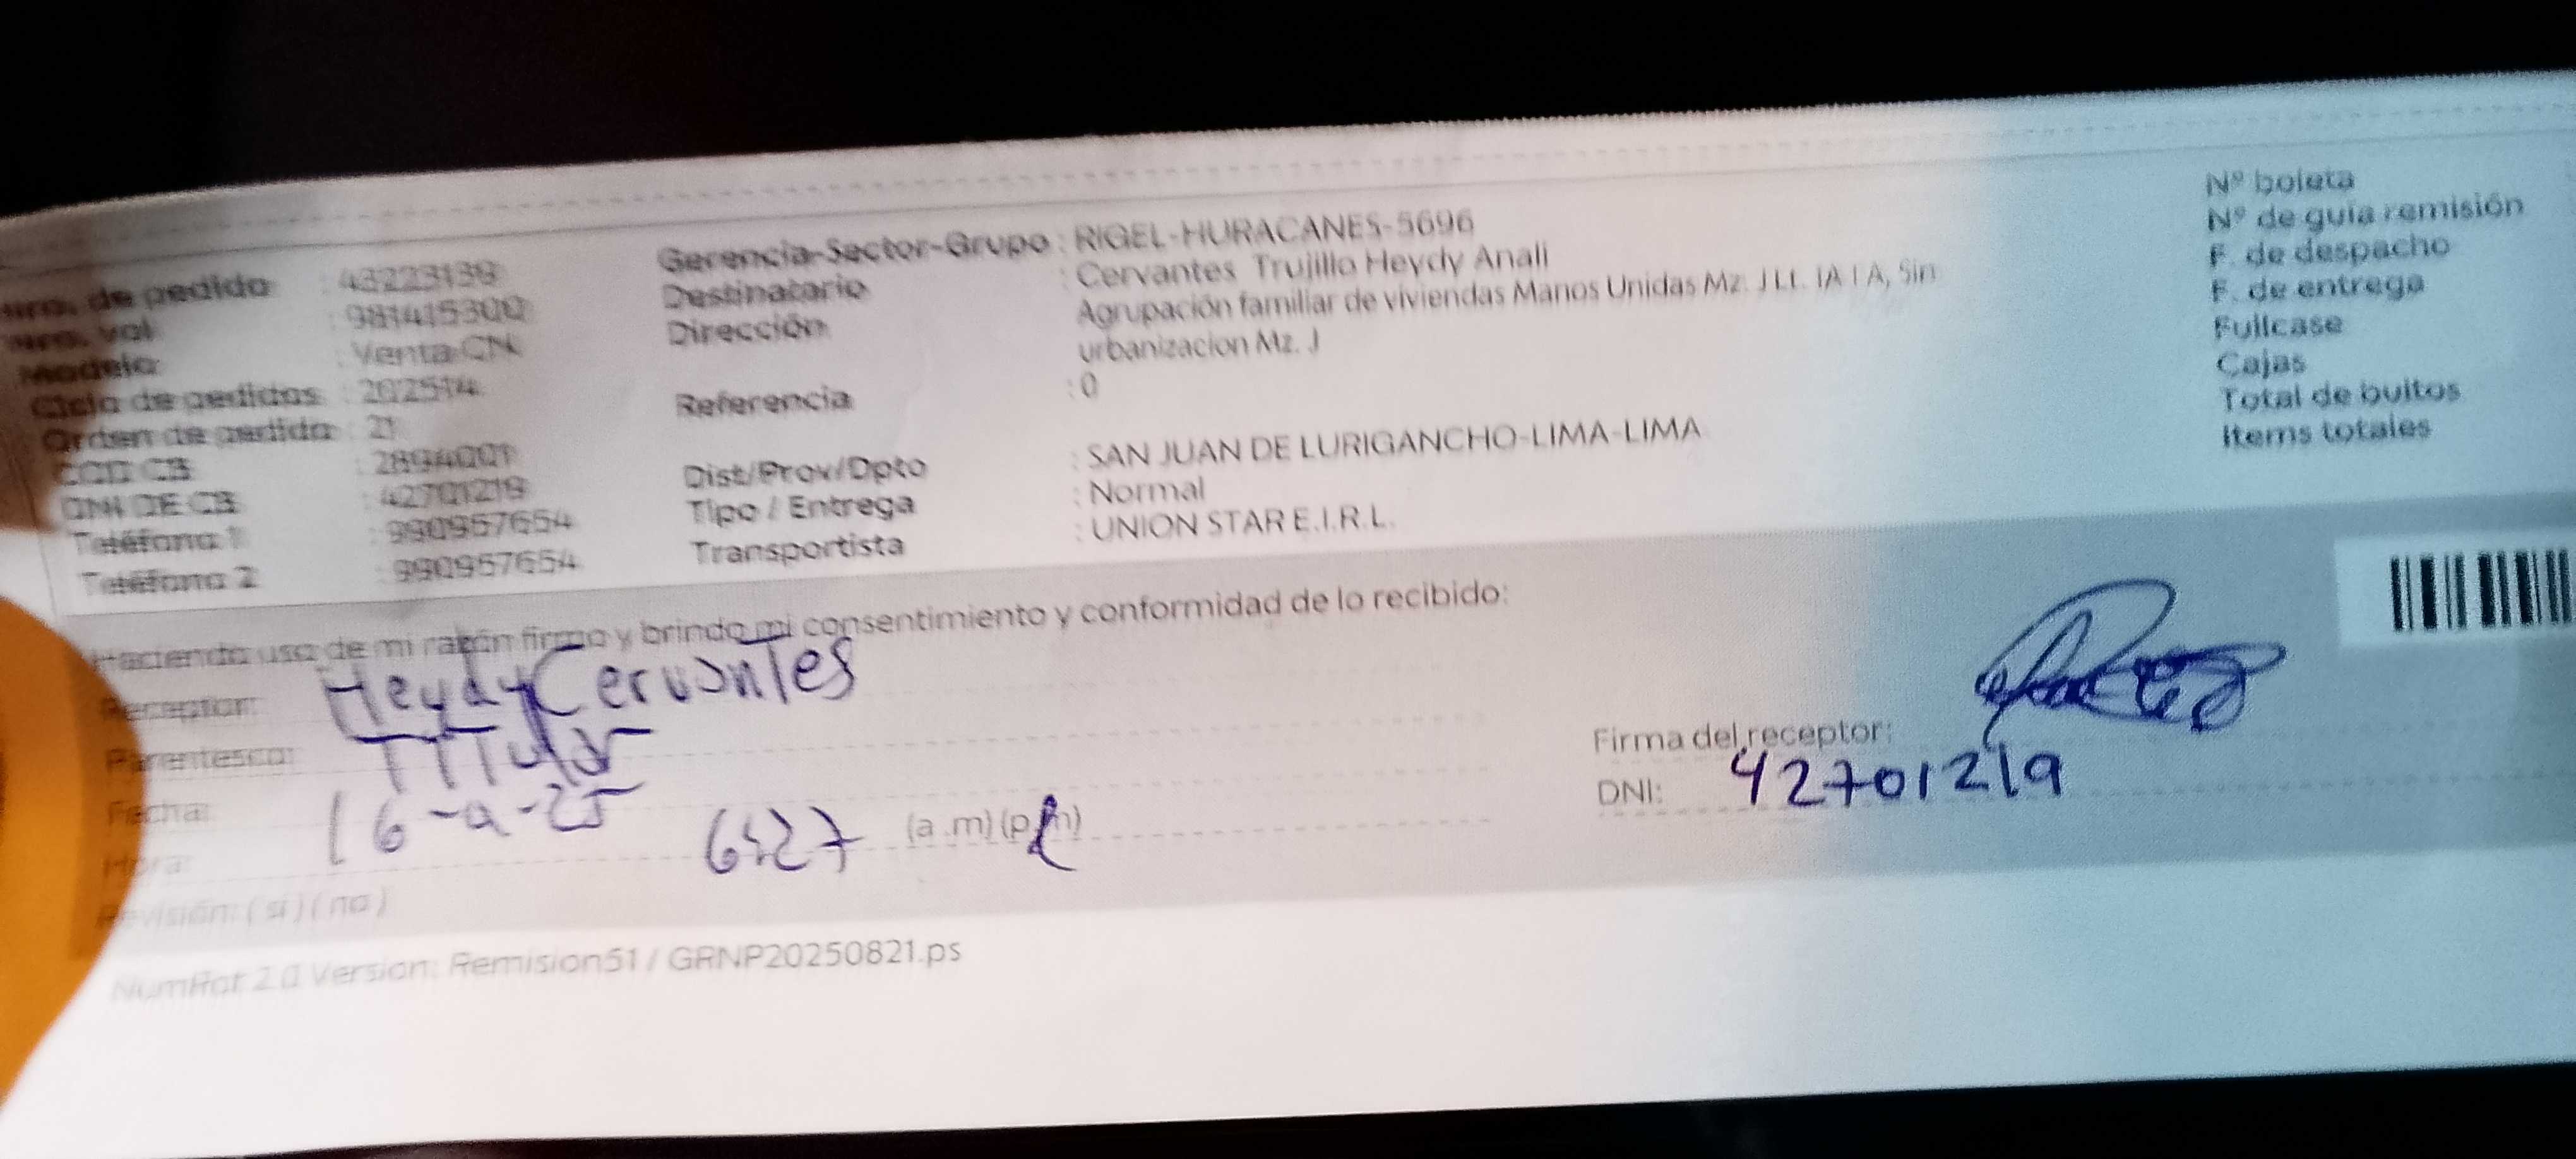 Nro. de pedido : 43223139
Nro. val : 981415300
Modelo : Venta CN
Ciclo de pedidos : 202514
Orden de pedido : 21
COD CB : 2894001
DNI DE CB : 42701219
Teléfono 1 : 990957654
Teléfono 2 : 990957654
Gerencia-Sector-Grupo : RIGEL-HURACANES-5696
Destinatario : Cervantes Trujillo Heydy Anali
Dirección Agrupación familiar de viviendas Manos Unidas Mz. J Lt. 1A 1 A, Sin
urbanizacion Mz. J
Referencia : 0
Dist/Prov/Dpto : SAN JUAN DE LURIGANCHO-LIMA-LIMA
Tipo / Entrega : Normal
Transportista : UNION STAR E.I.R.L.
Nº boleta
Nº de guía remisión
F. de despacho
F. de entrega
Fullcase
Cajas
Total de bultos
Items totales
Haciendo uso de mi razón firmo y brindo mi consentimiento y conformidad de lo recibido:
Receptor: Heydy Cervantes
Parentesco: TITular
Fecha: 16-9-25
Hora: 6:27 (a .m) (p.m)
Revisión: ( si ) ( no )
Firma del receptor:
DNI: 42701219
NumRot 2.0 Version: Remision51 / GRNP20250821.ps